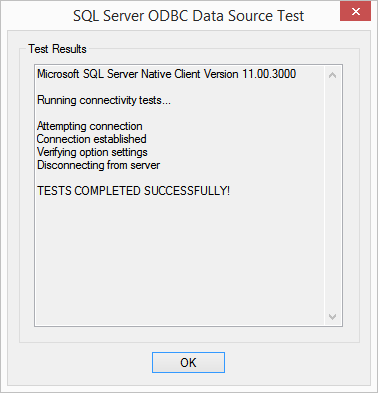 SQL Server ODBC Data Source Test
Test Results
Microsoft SQL Server Native Client Version 11.00.3000
Running connectivity tests...
Attempting connection
Connection established
Verifying option settings
Disconnecting from server
TESTS COMPLETED SUCCESSFULLY!
OK